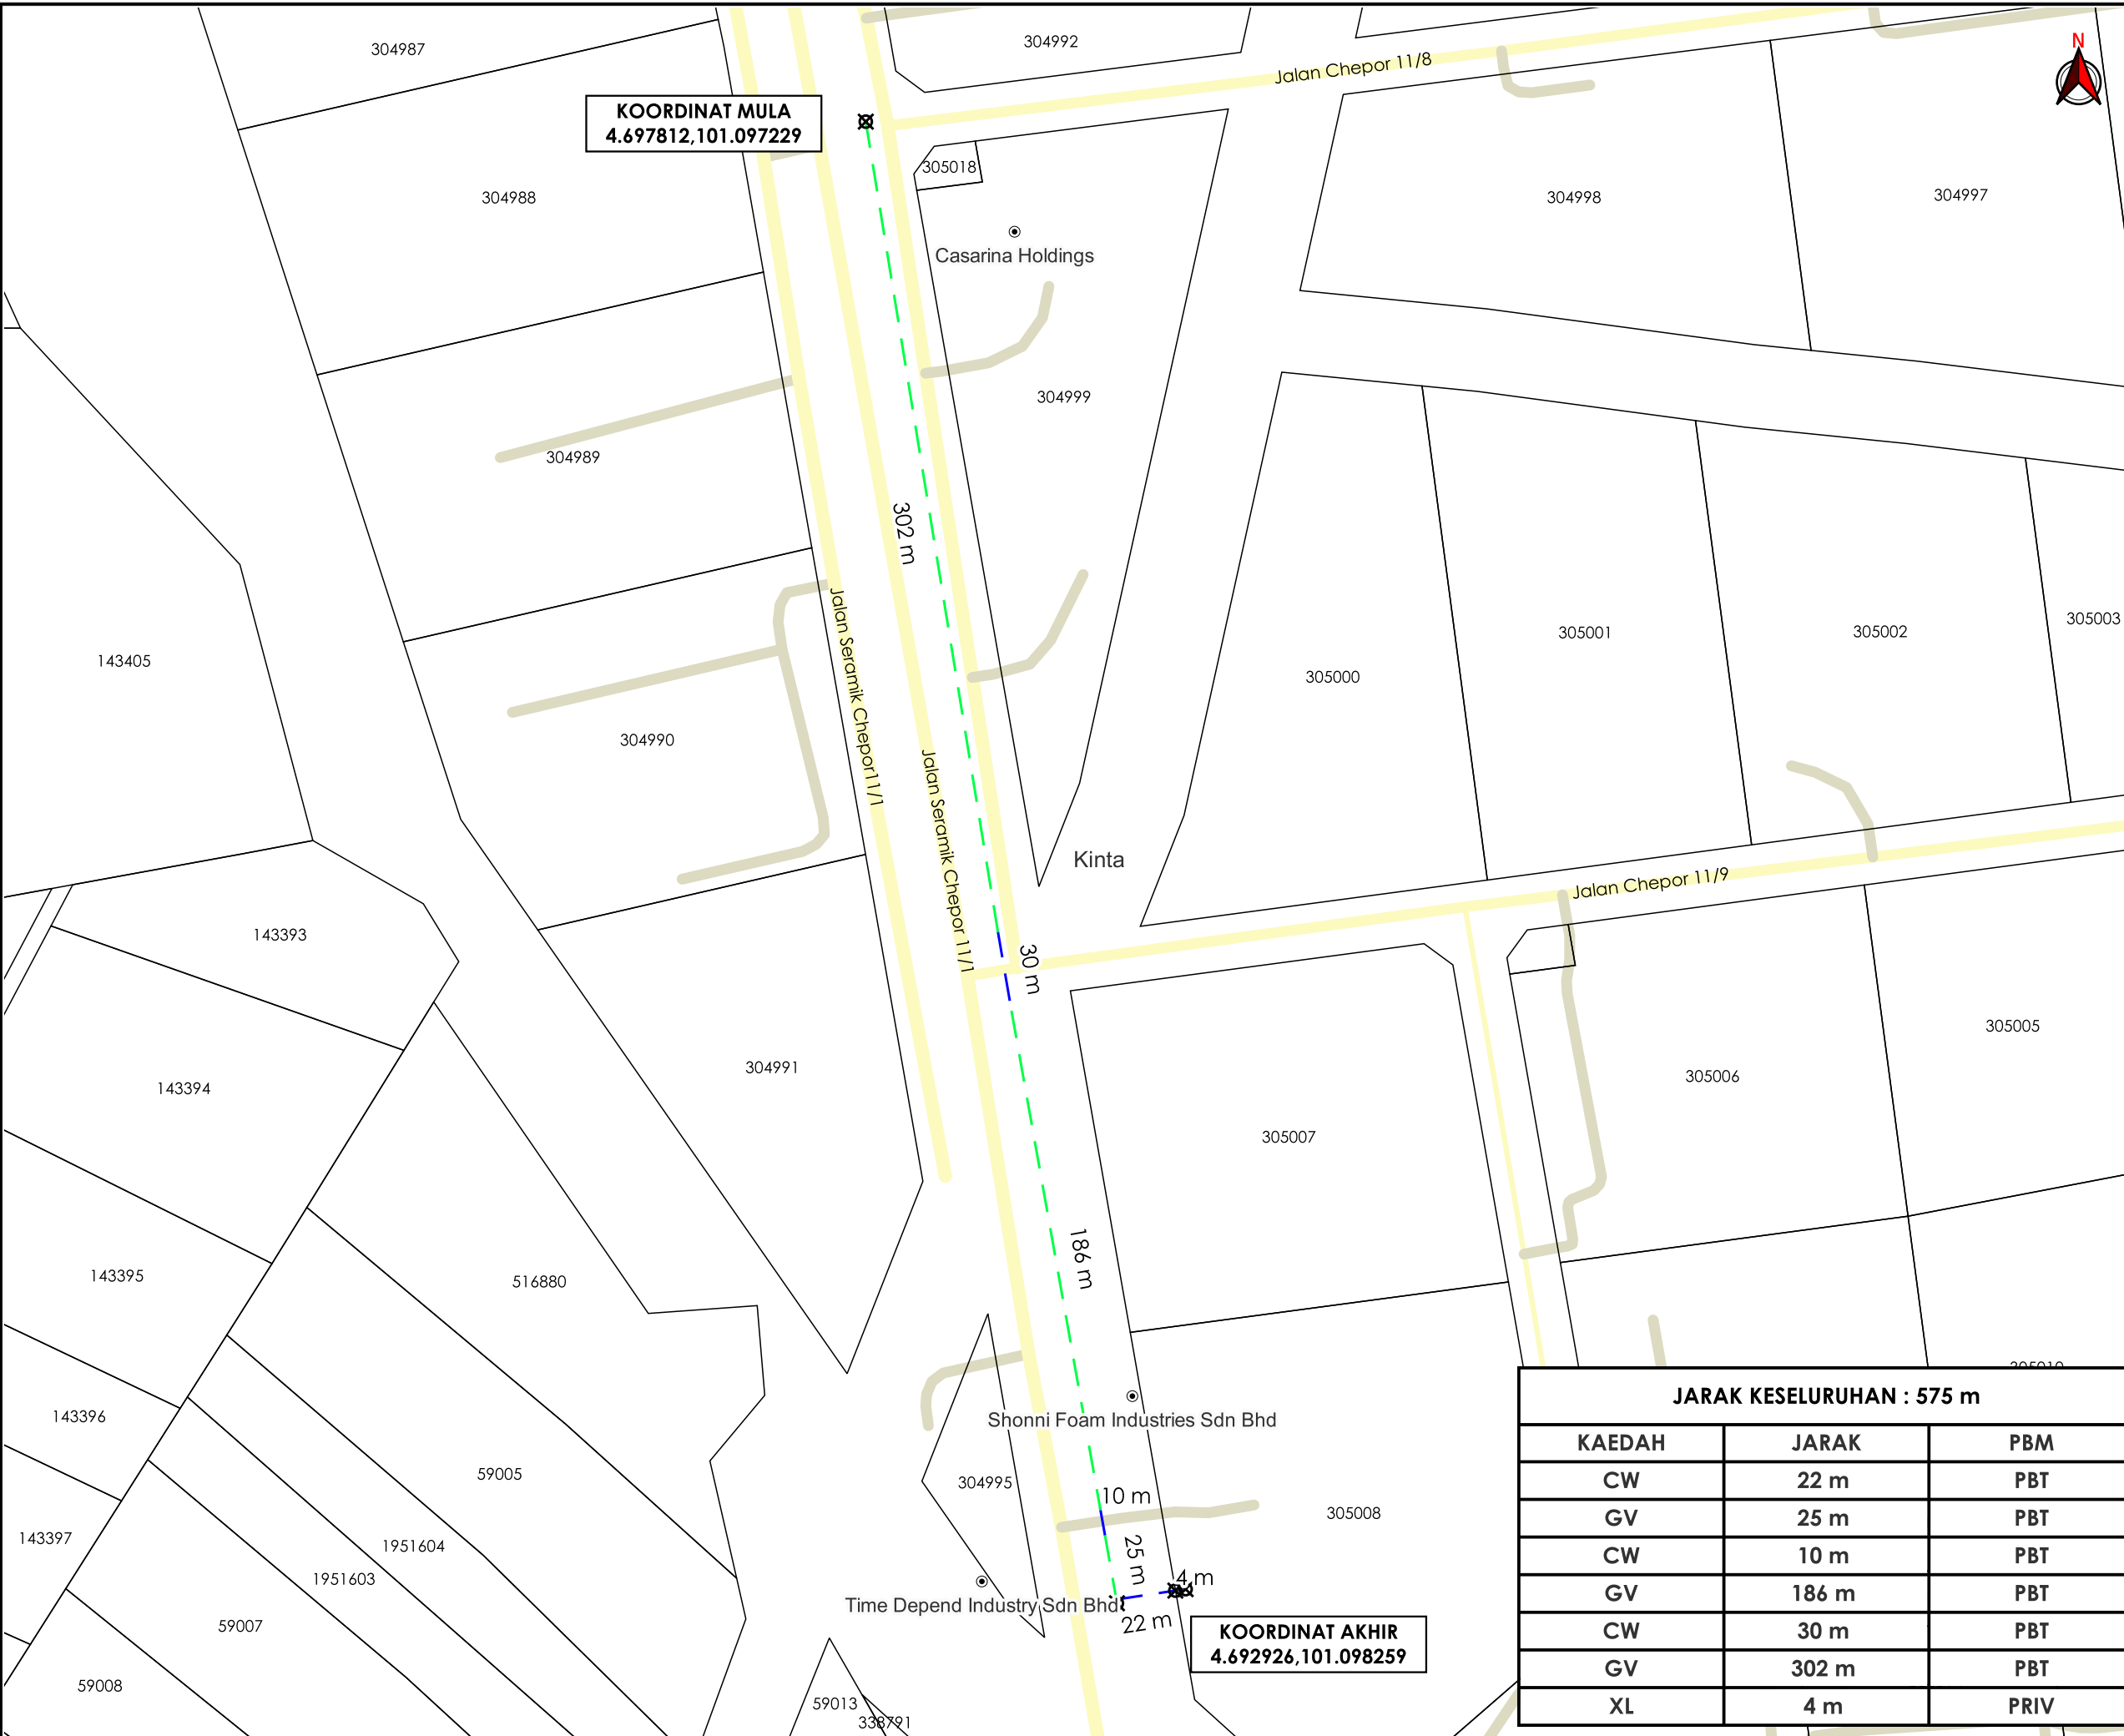 304987
304992
Jalan Chepor 11/8
N
KOORDINAT MULA
4.697812,101.097229
305018
304988
304998
304997
Casarina Holdings
304999
304989
302 m
Jalan Seramik Chepor11/1
143405
305000
305001
305002
305003
304990
Jalan Seramik Chepor 11/1
Kinta
Jalan Chepor 11/9
143393
30 m
304991
143394
305005
305006
305007
186 m
143395
516880
305010
Shonni Foam Industries Sdn Bhd
143396
59005
304995
10 m
305008
143397
1951604
25 m
1951603
4 m
Time Depend Industry Sdn Bhd
22 m
59007
KOORDINAT AKHIR
4.692926,101.098259
59008
59013
338791
JARAK KESELURUHAN : 575 m
KAEDAH JARAK PBM
CW 22 m PBT
GV 25 m PBT
CW 10 m PBT
GV 186 m PBT
CW 30 m PBT
GV 302 m PBT
XL 4 m PRIV